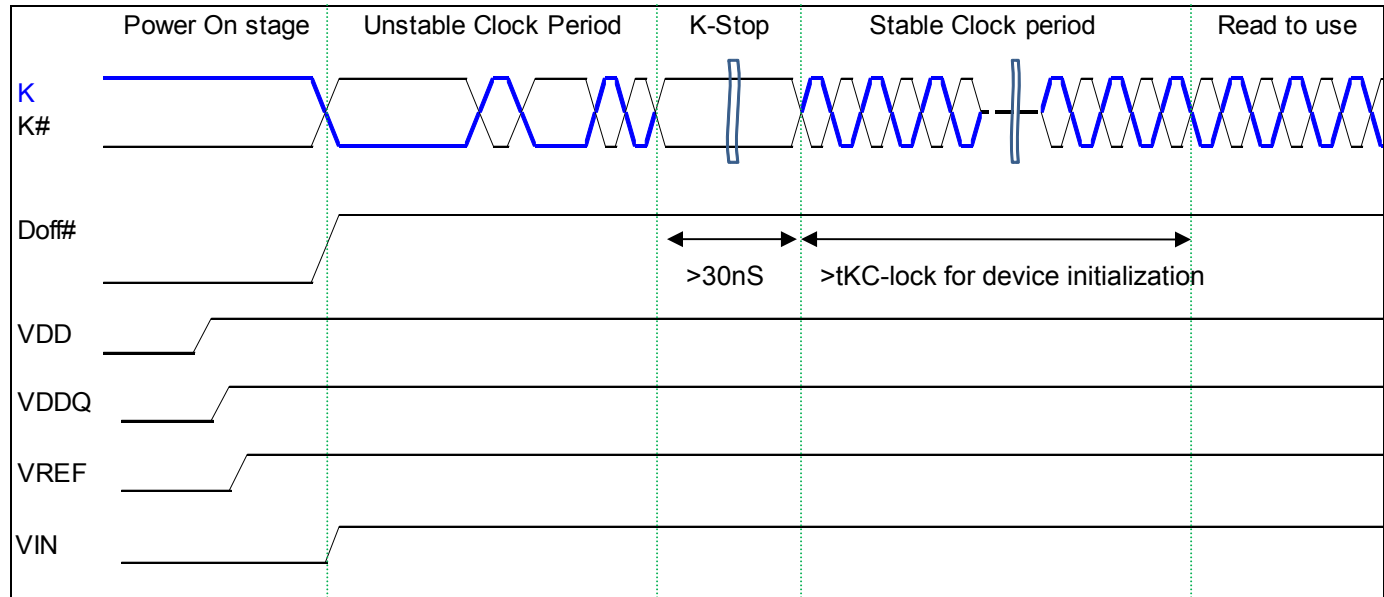 Power On stage Unstable Clock Period K-Stop Stable Clock period Read to use
K
K#
Doff#
>30nS >tKC-lock for device initialization
VDD
VDDQ
VREF
VIN